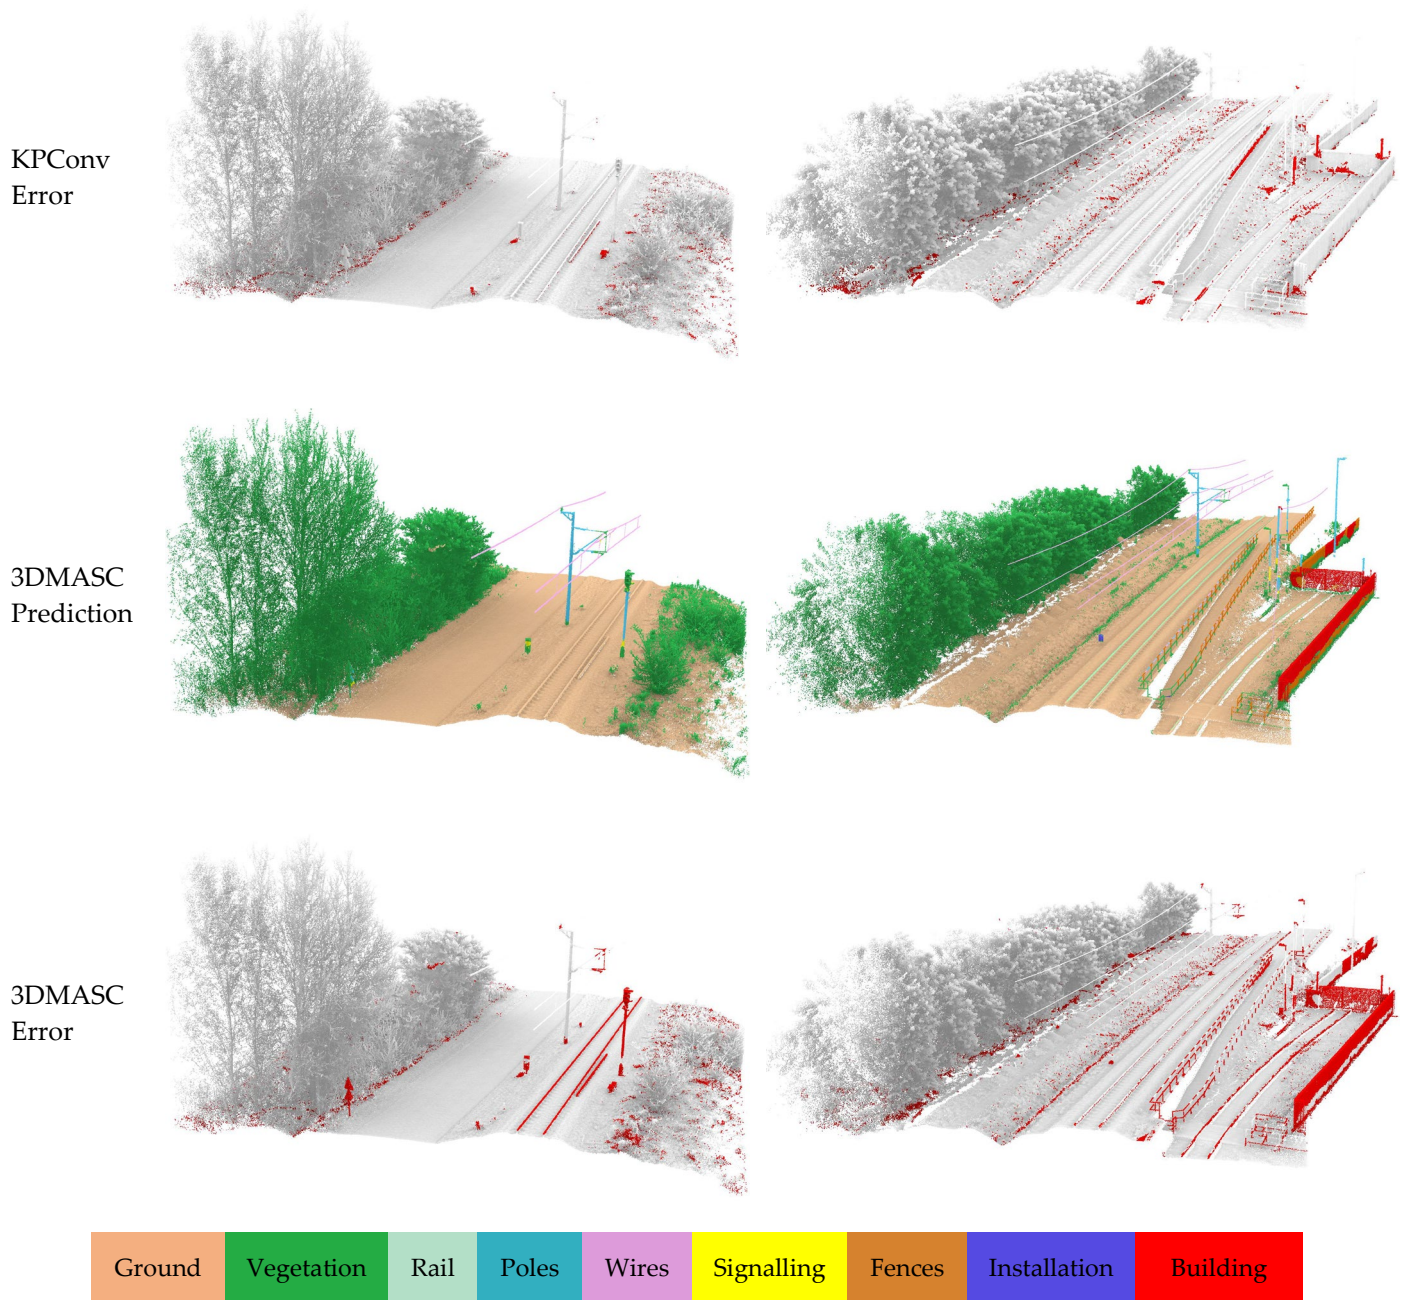 KPConv
Error
3DMASC
Prediction
3DMASC
Error
Ground Vegetation Rail Poles Wires Signalling Fences Installation Building